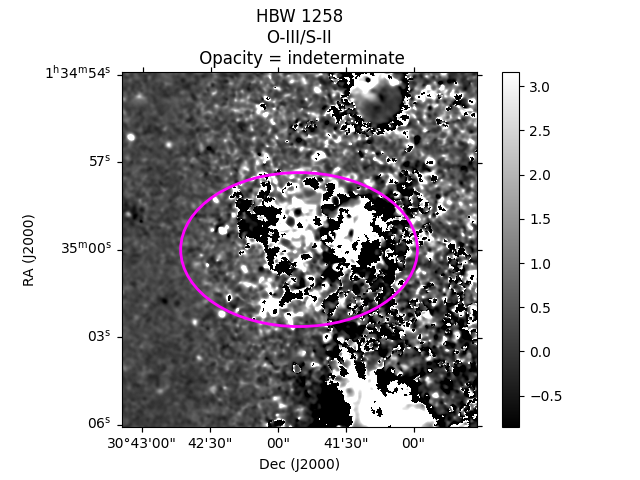 HBW 1258
O-III/S-II
Opacity = indeterminate
1ʰ34ᵐ54ˢ
57ˢ
35ᵐ00ˢ
03ˢ
06ˢ
RA (J2000)
30°43'00" 42'30" 00" 41'30" 00"
Dec (J2000)
3.0
2.5
2.0
1.5
1.0
0.5
0.0
−0.5